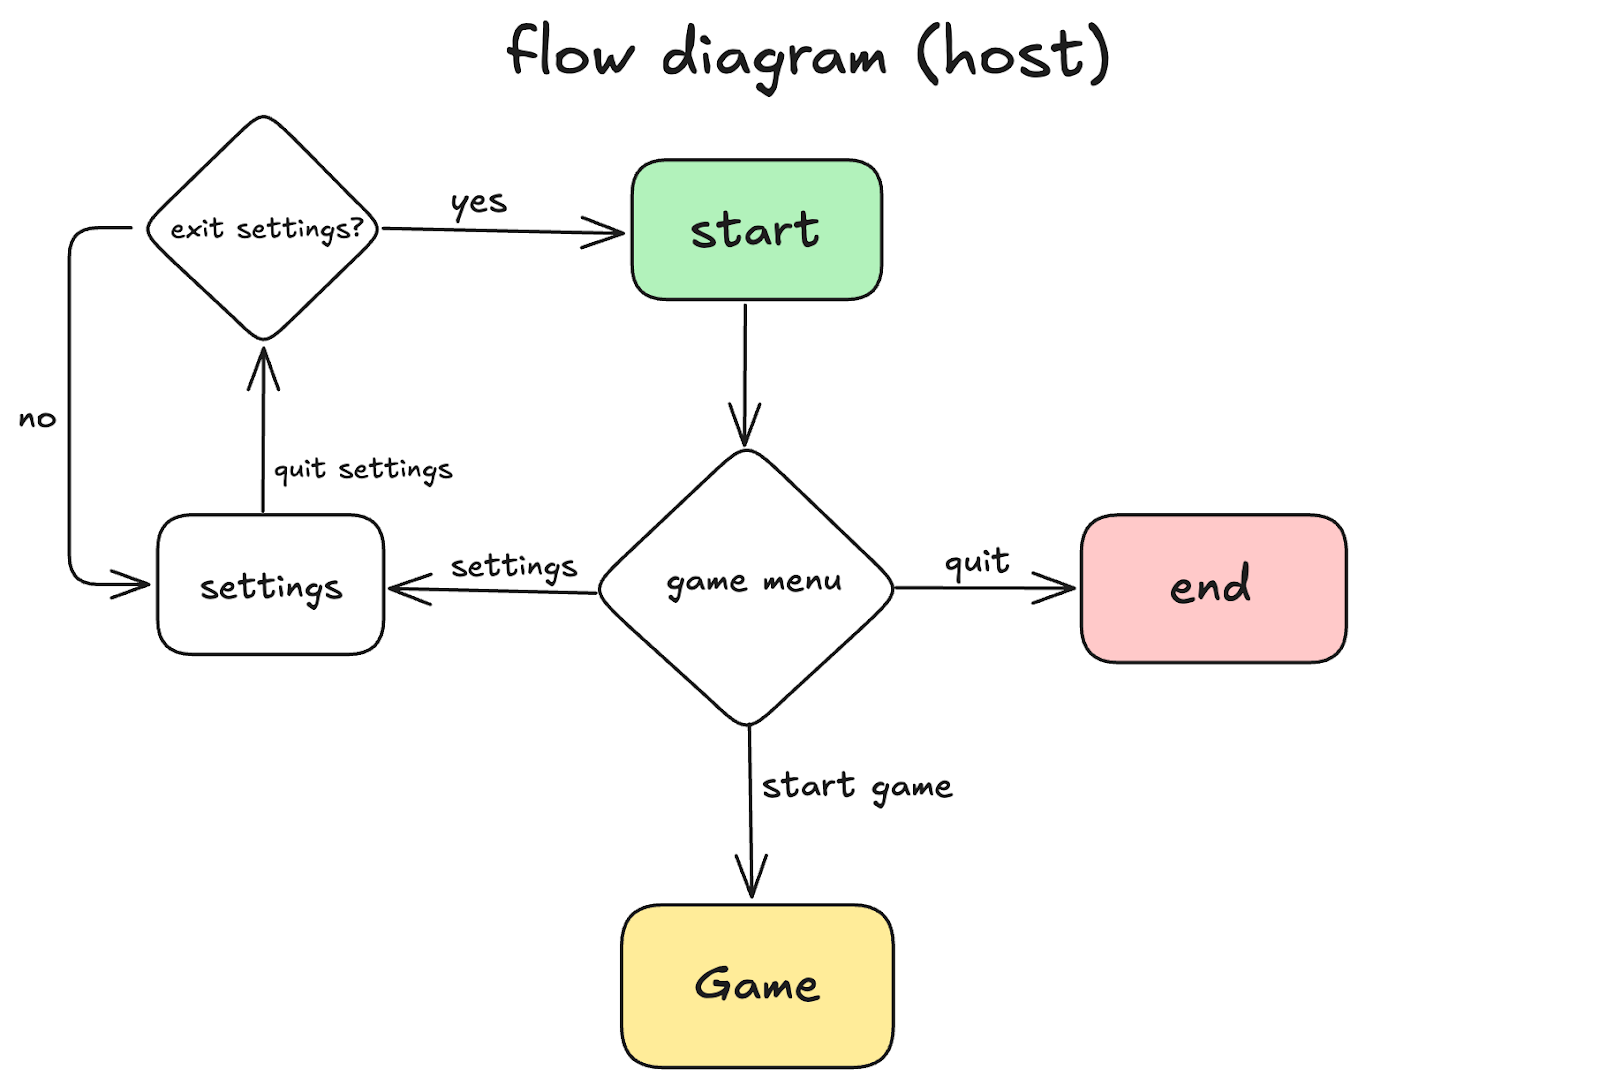 flow diagram (host)
exit settings?
yes
start
no
quit settings
settings
settings
game menu
quit
end
start game
Game